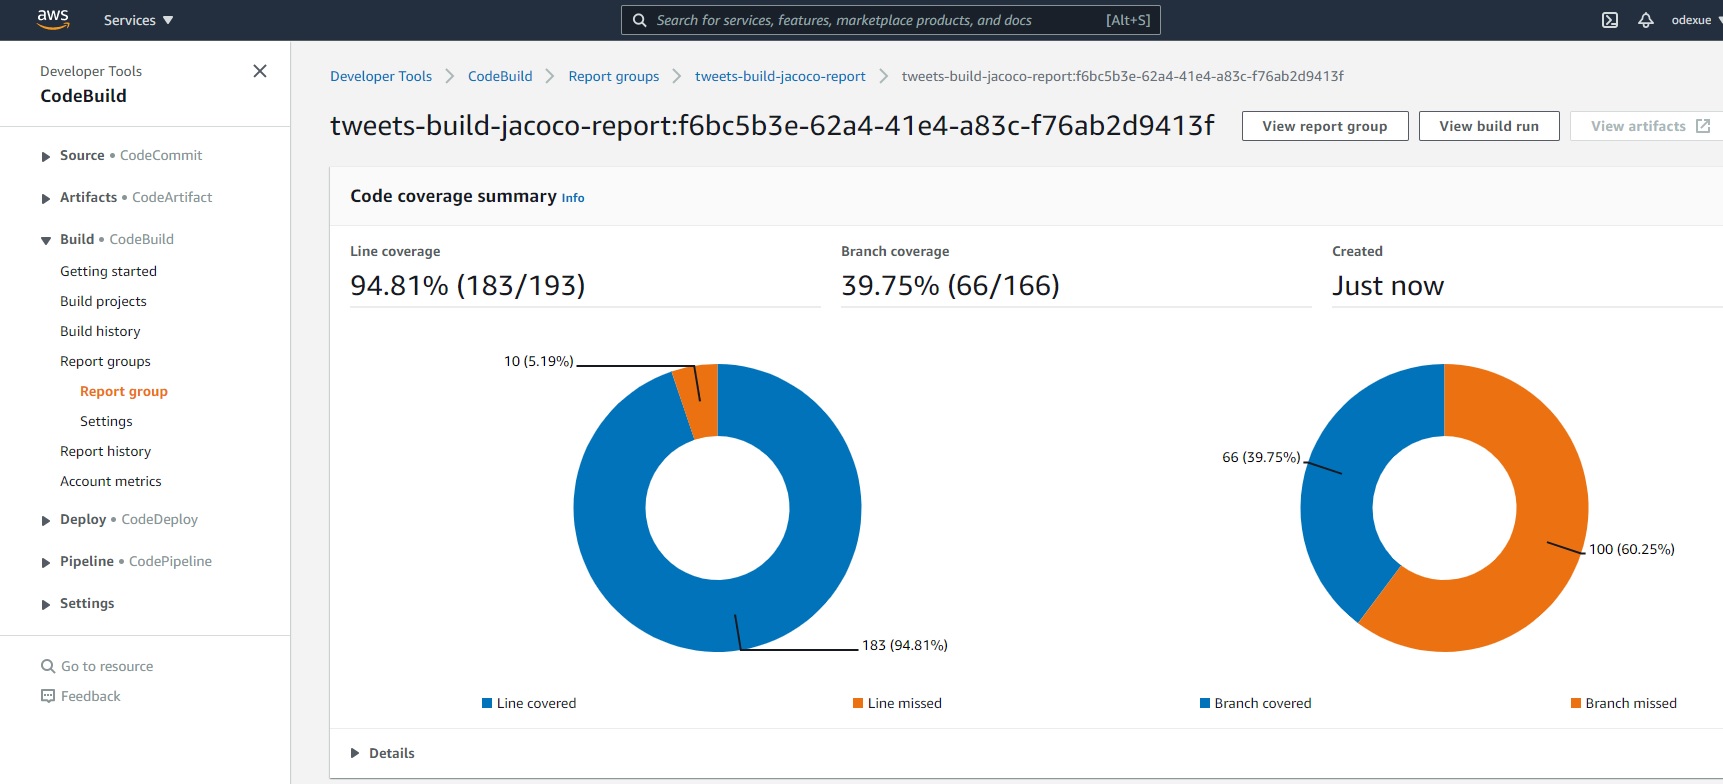 aws Services Search for services, features, marketplace products, and docs [Alt+S] odexue
Developer Tools
CodeBuild
Source • CodeCommit
Artifacts • CodeArtifact
Build • CodeBuild
Getting started
Build projects
Build history
Report groups
Report group
Settings
Report history
Account metrics
Deploy • CodeDeploy
Pipeline • CodePipeline
Settings
Go to resource
Feedback
Developer Tools CodeBuild Report groups tweets-build-jacoco-report tweets-build-jacoco-report:f6bc5b3e-62a4-41e4-a83c-f76ab2d9413f
tweets-build-jacoco-report:f6bc5b3e-62a4-41e4-a83c-f76ab2d9413f View report group View build run View artifacts
Code coverage summary Info
Line coverage
94.81% (183/193)
Branch coverage
39.75% (66/166)
Created
Just now
10 (5.19%)
183 (94.81%)
Line covered Line missed
66 (39.75%)
100 (60.25%)
Branch covered Branch missed
Details